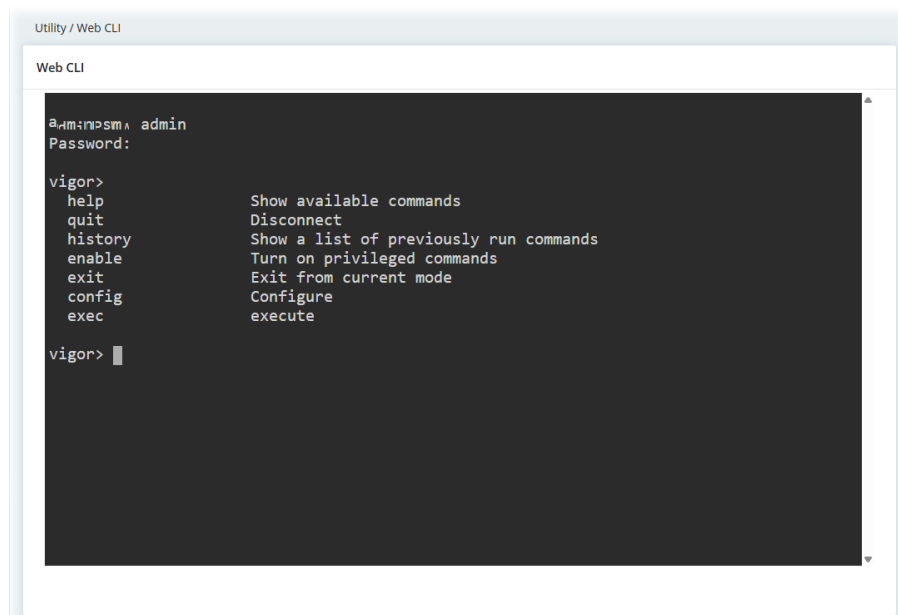 Utility / Web CLI
Web CLI
admin
Password:
vigor>
help Show available commands
quit Disconnect
history Show a list of previously run commands
enable Turn on privileged commands
exit Exit from current mode
config Configure
exec execute
vigor>